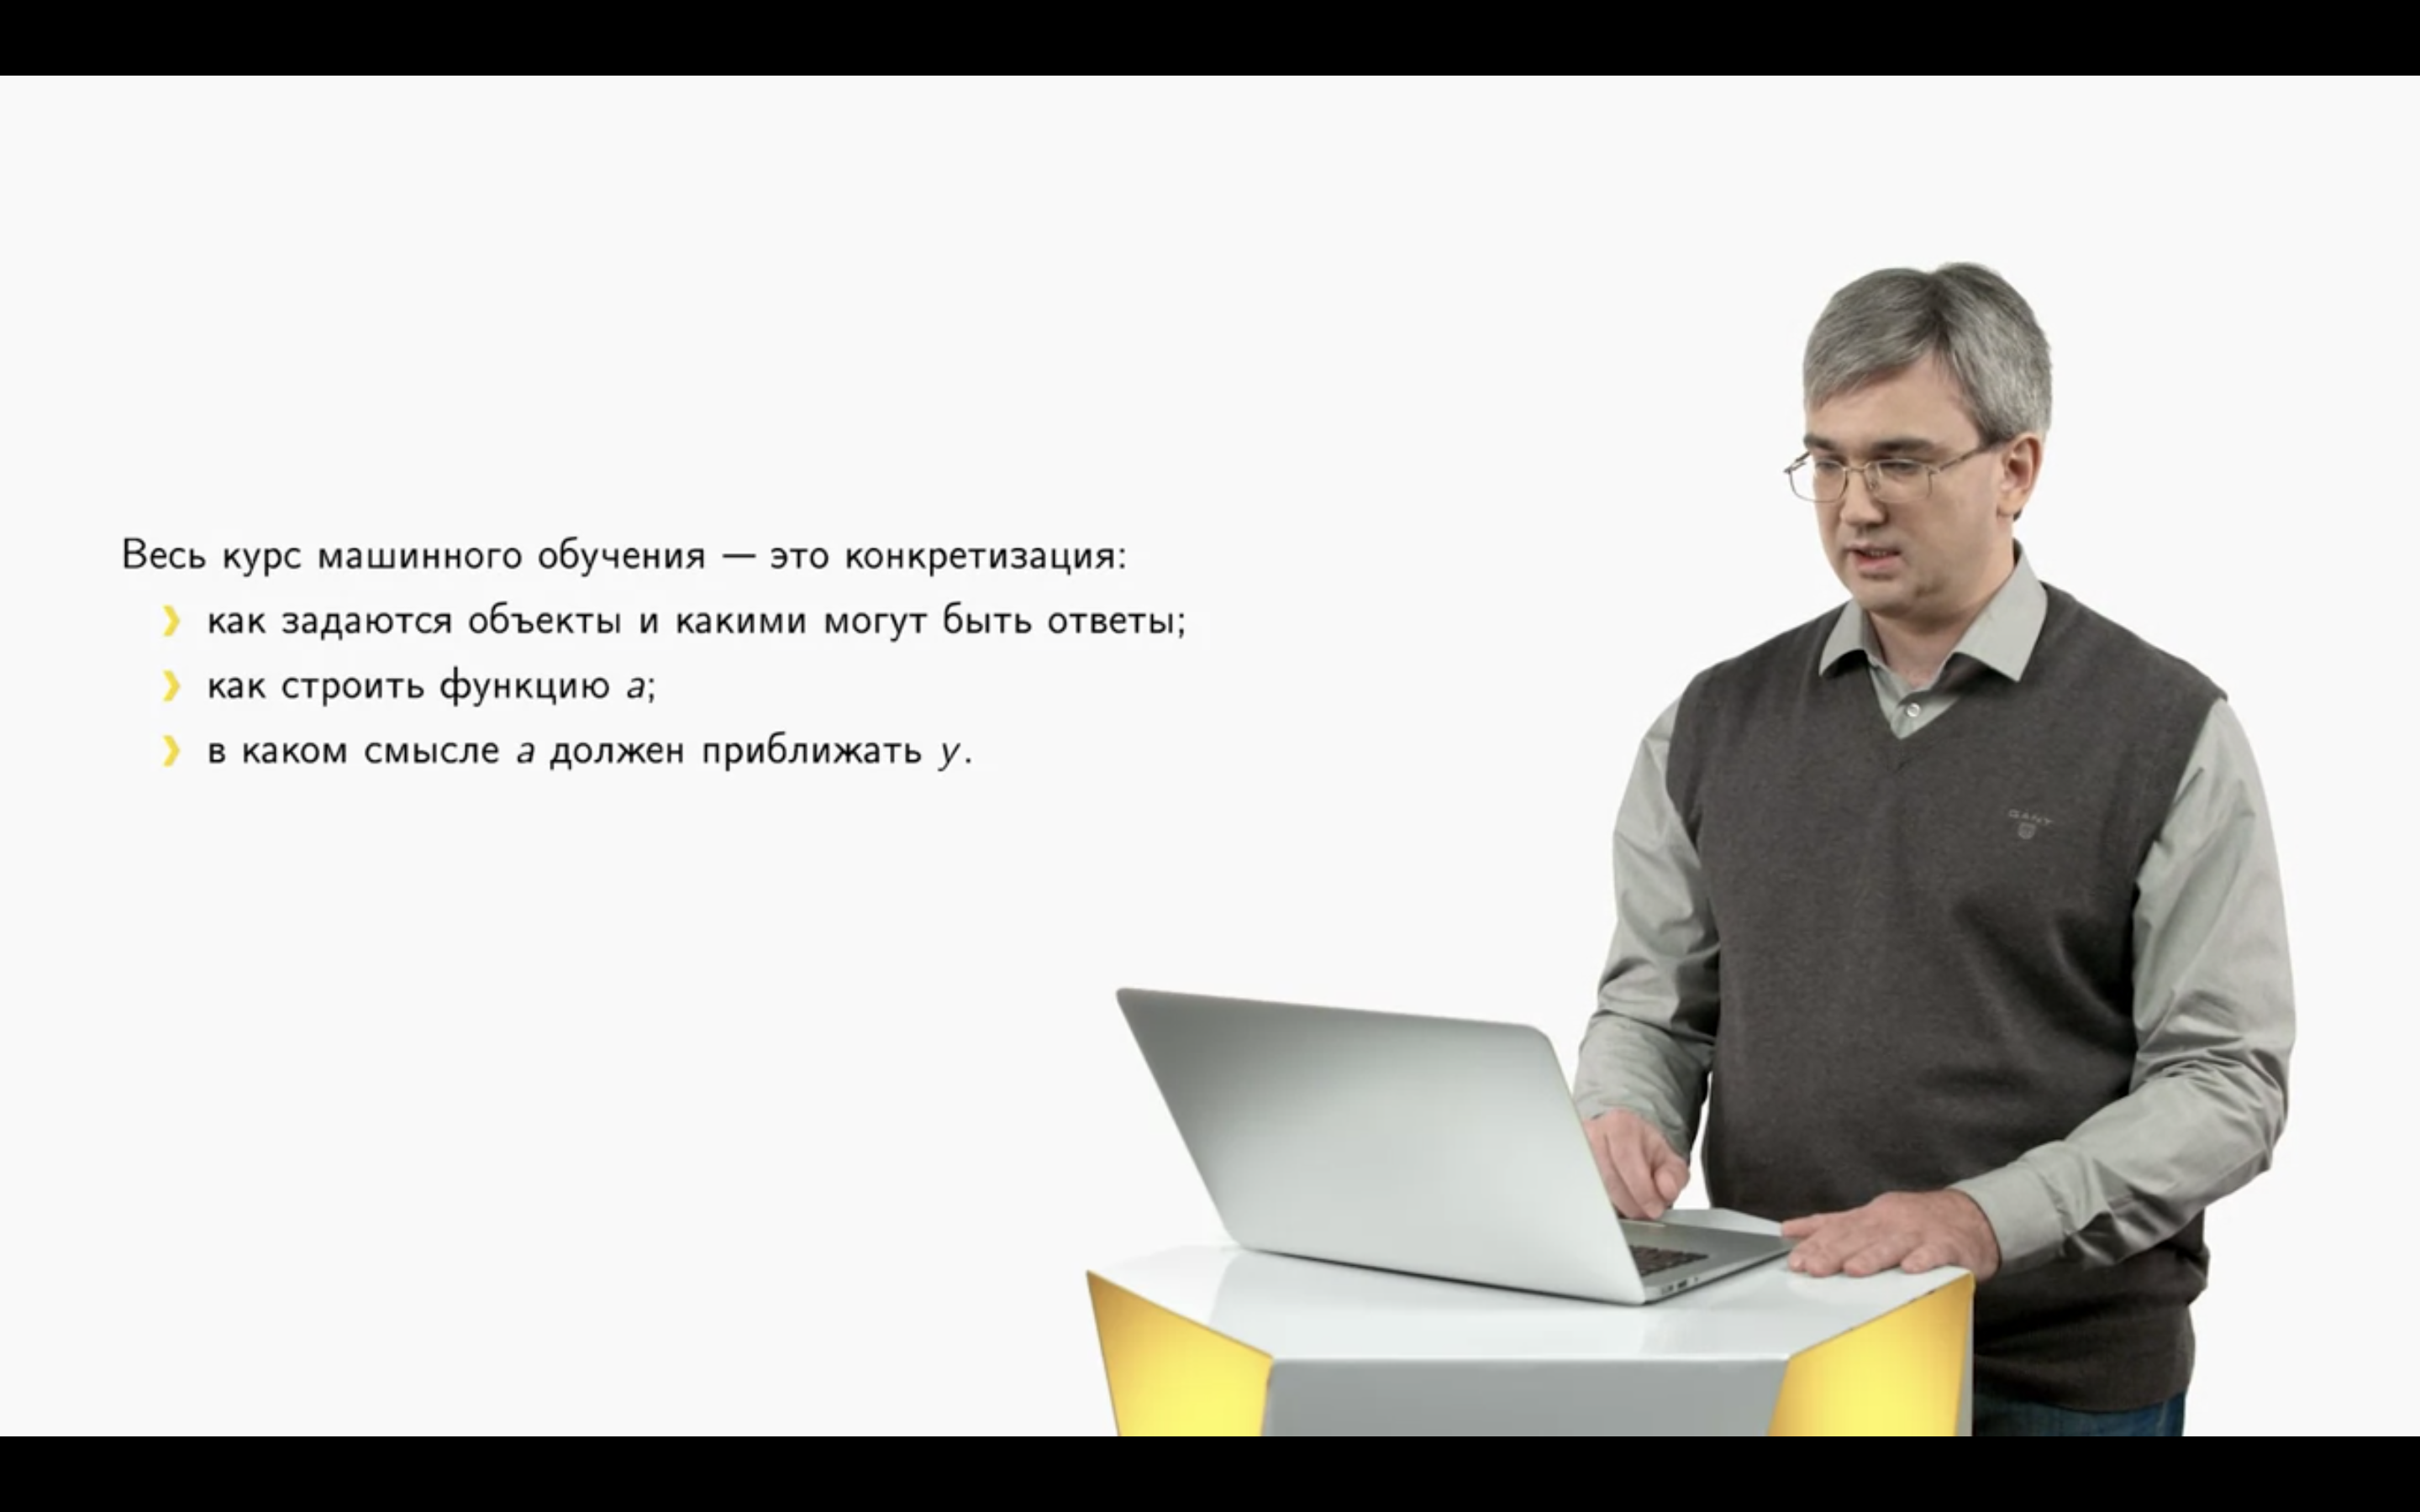 Весь курс машинного обучения — это конкретизация:
❯ как задаются объекты и какими могут быть ответы;
❯ как строить функцию a;
❯ в каком смысле a должен приближать y.
GANT